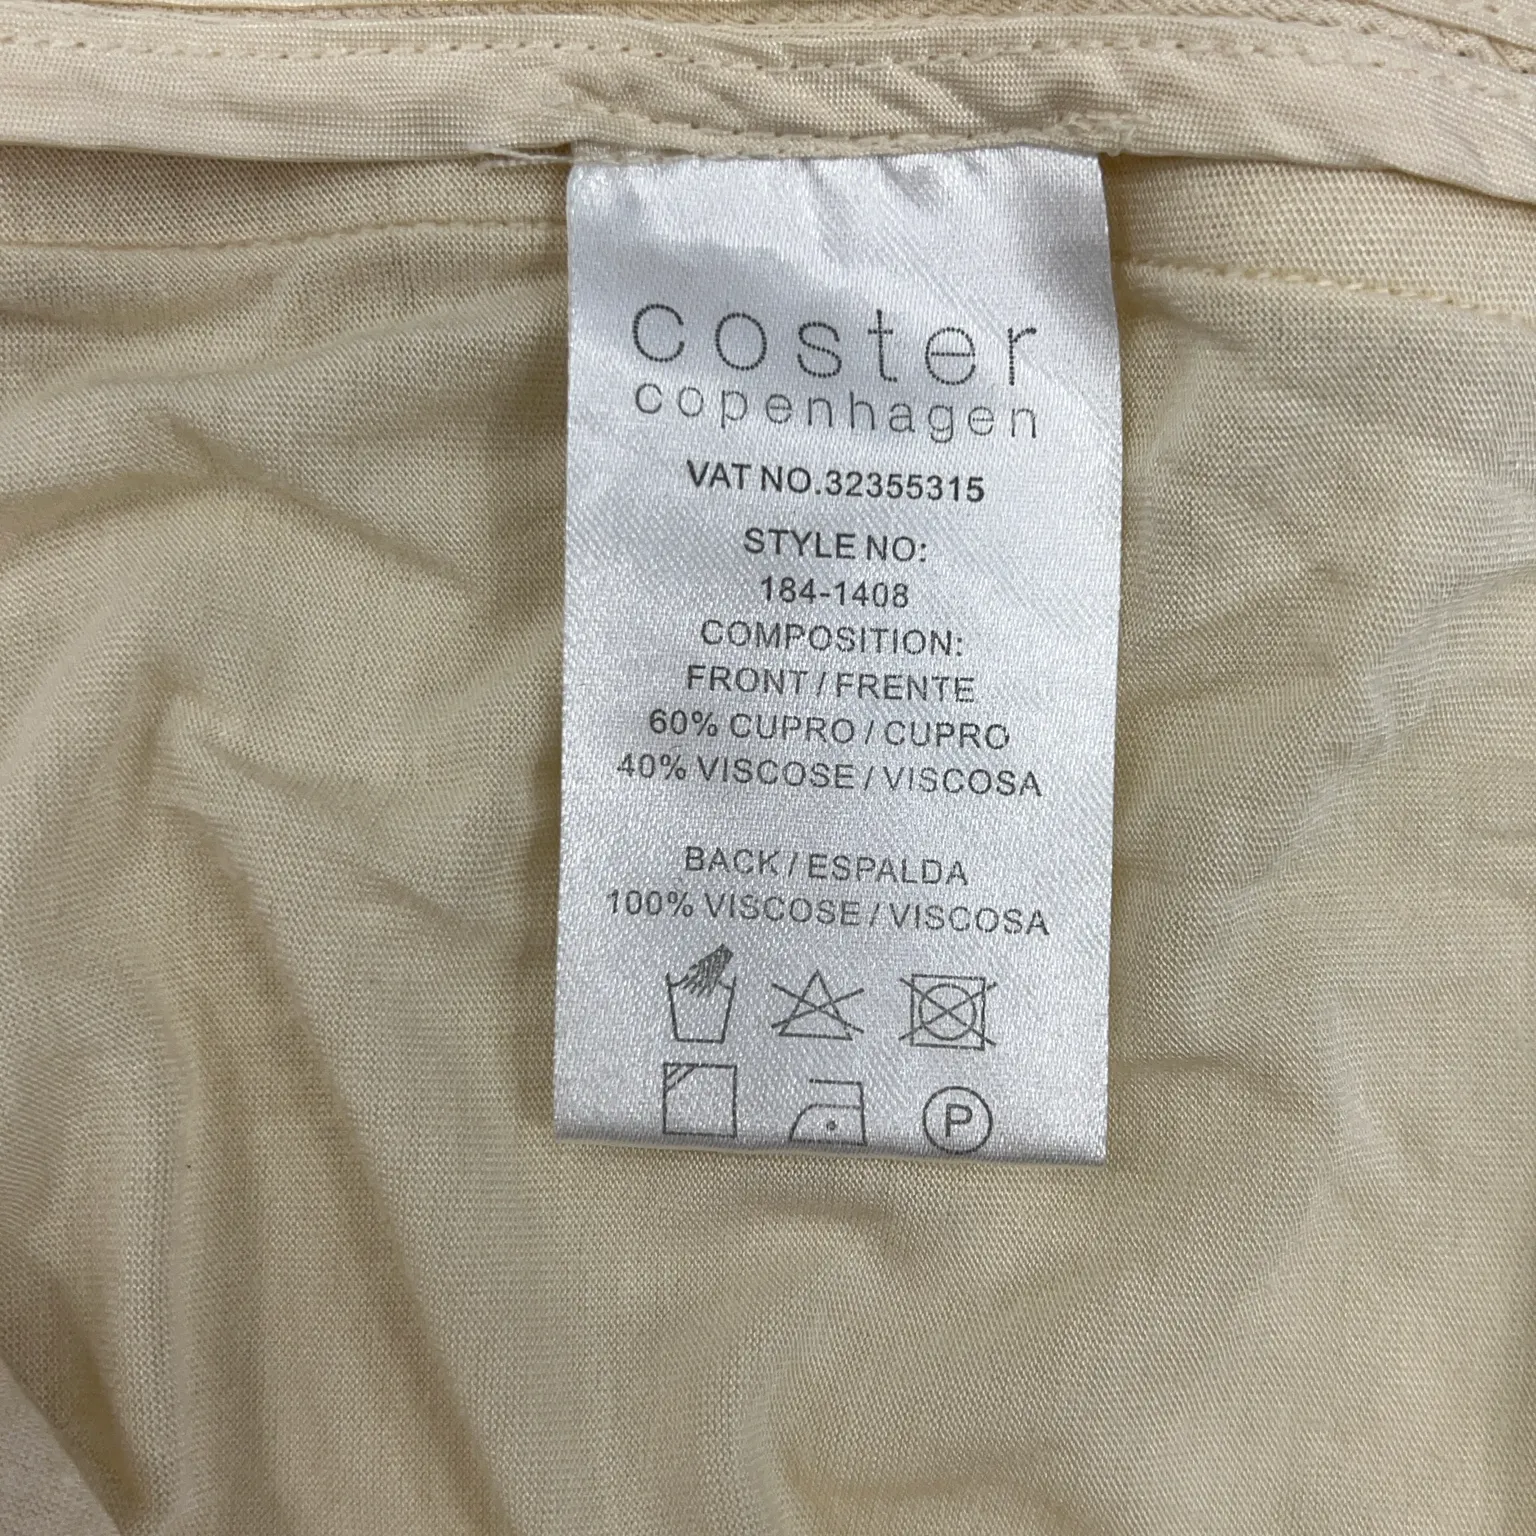 coster
copenhagen
VAT NO.32355315
STYLE NO:
184-1408
COMPOSITION:
FRONT / FRENTE
60% CUPRO / CUPRO
40% VISCOSE / VISCOSA
BACK / ESPALDA
100% VISCOSE / VISCOSA
P